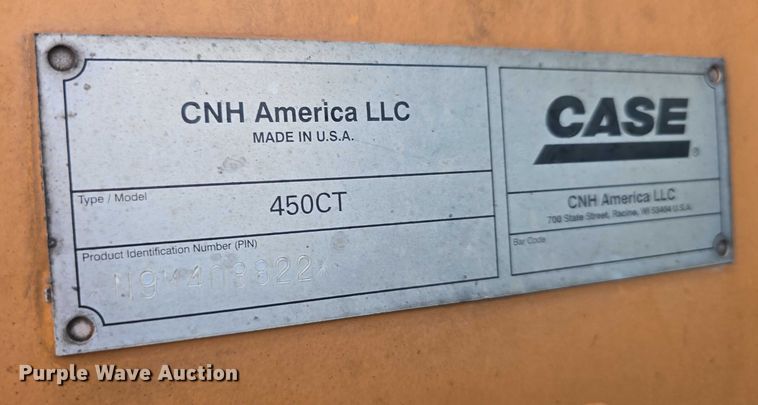 CNH America LLC
MADE IN U.S.A.
Type / Model
450CT
Product Identification Number (PIN)
CASE
®
CNH America LLC
700 State Street, Racine, WI 53404 U.S.A.
Bar Code
Purple Wave Auction